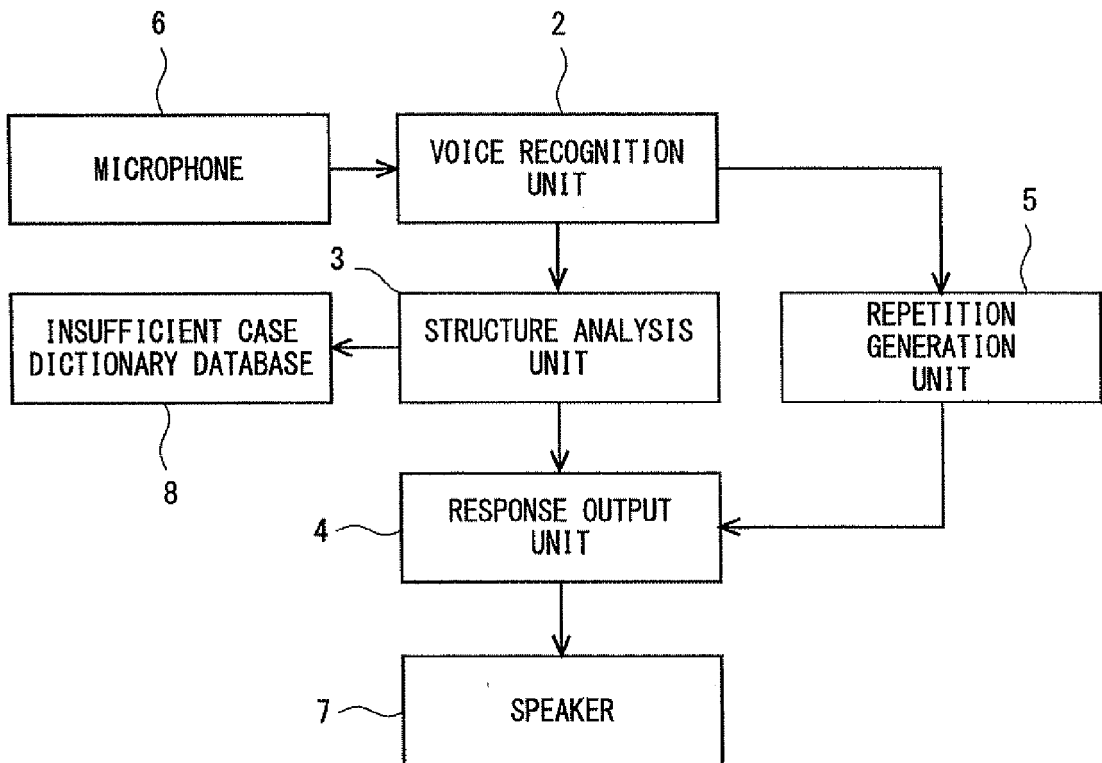 6
2
MICROPHONE
VOICE RECOGNITION
UNIT
5
3
INSUFFICIENT CASE
DICTIONARY DATABASE
STRUCTURE ANALYSIS
UNIT
REPETITION
GENERATION
UNIT
8
4
RESPONSE OUTPUT
UNIT
7
SPEAKER